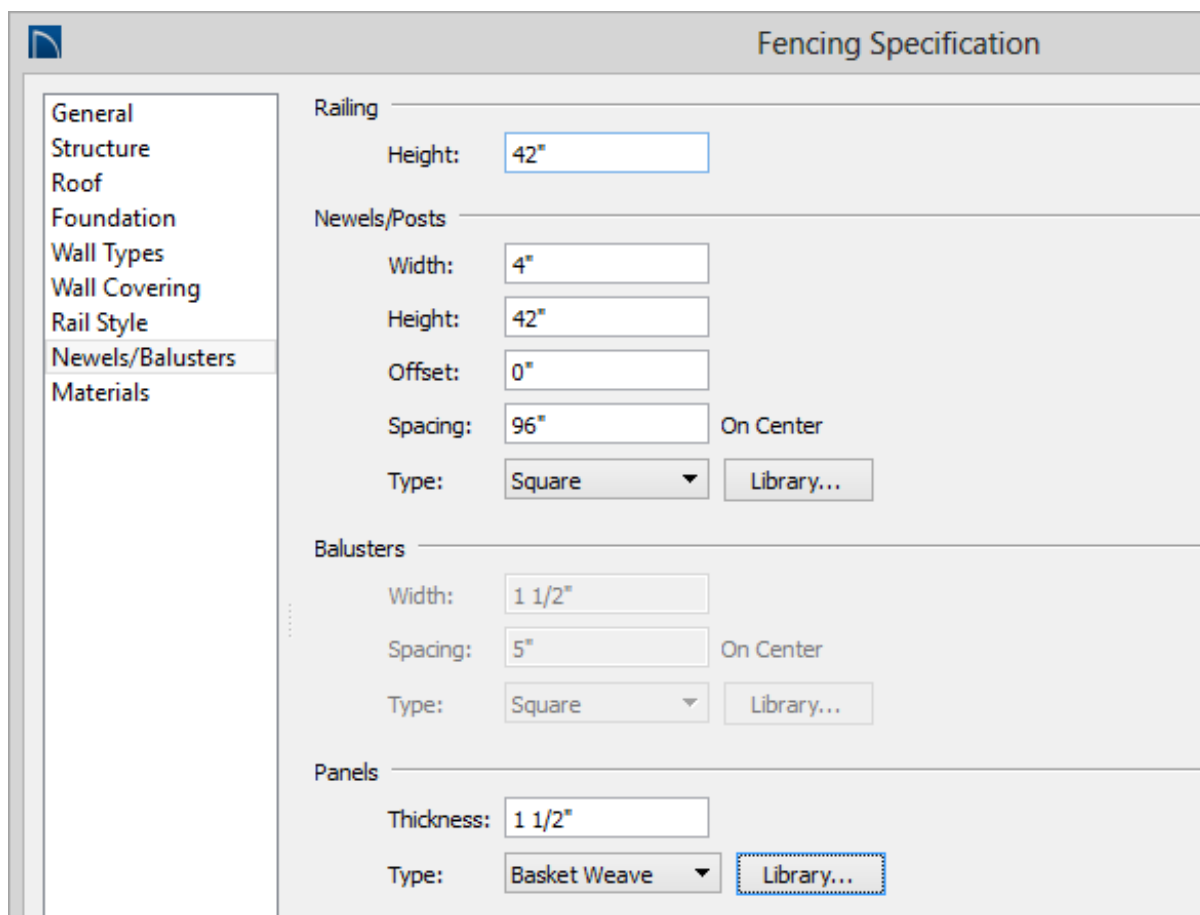 Fencing Specification
General
Structure
Roof
Foundation
Wall Types
Wall Covering
Rail Style
Newels/Balusters
Materials
Railing
Height: 42"
Newels/Posts
Width: 4"
Height: 42"
Offset: 0"
Spacing: 96" On Center
Type: Square Library...
Balusters
Width: 1 1/2"
Spacing: 5" On Center
Type: Square Library...
Panels
Thickness: 1 1/2"
Type: Basket Weave Library...